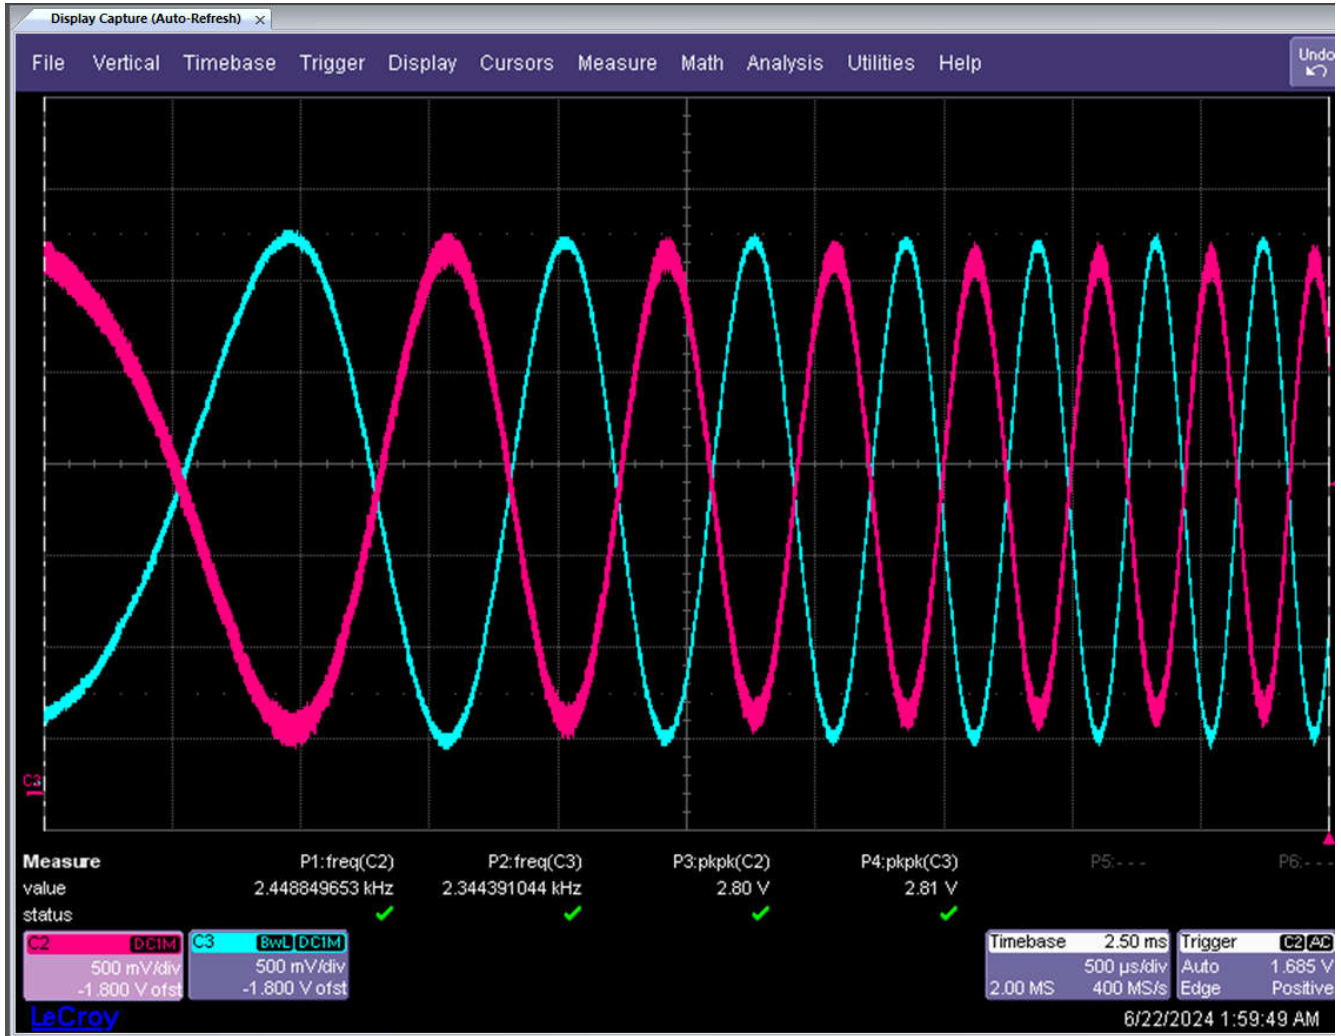 Display Capture (Auto-Refresh) ×
File Vertical Timebase Trigger Display Cursors Measure Math Analysis Utilities Help Undo
C3
Measure P1:freq(C2) P2:freq(C3) P3:pkpk(C2) P4:pkpk(C3) P5:- - - P6:- - -
value 2.448849653 kHz 2.344391044 kHz 2.80 V 2.81 V
status
C2 DC1M C3 BwL DC1M Timebase 2.50 ms Trigger C2 AC
500 mV/div 500 mV/div 500 µs/div Auto 1.685 V
-1.800 V ofst -1.800 V ofst 2.00 MS 400 MS/s Edge Positive
LeCroy 6/22/2024 1:59:49 AM